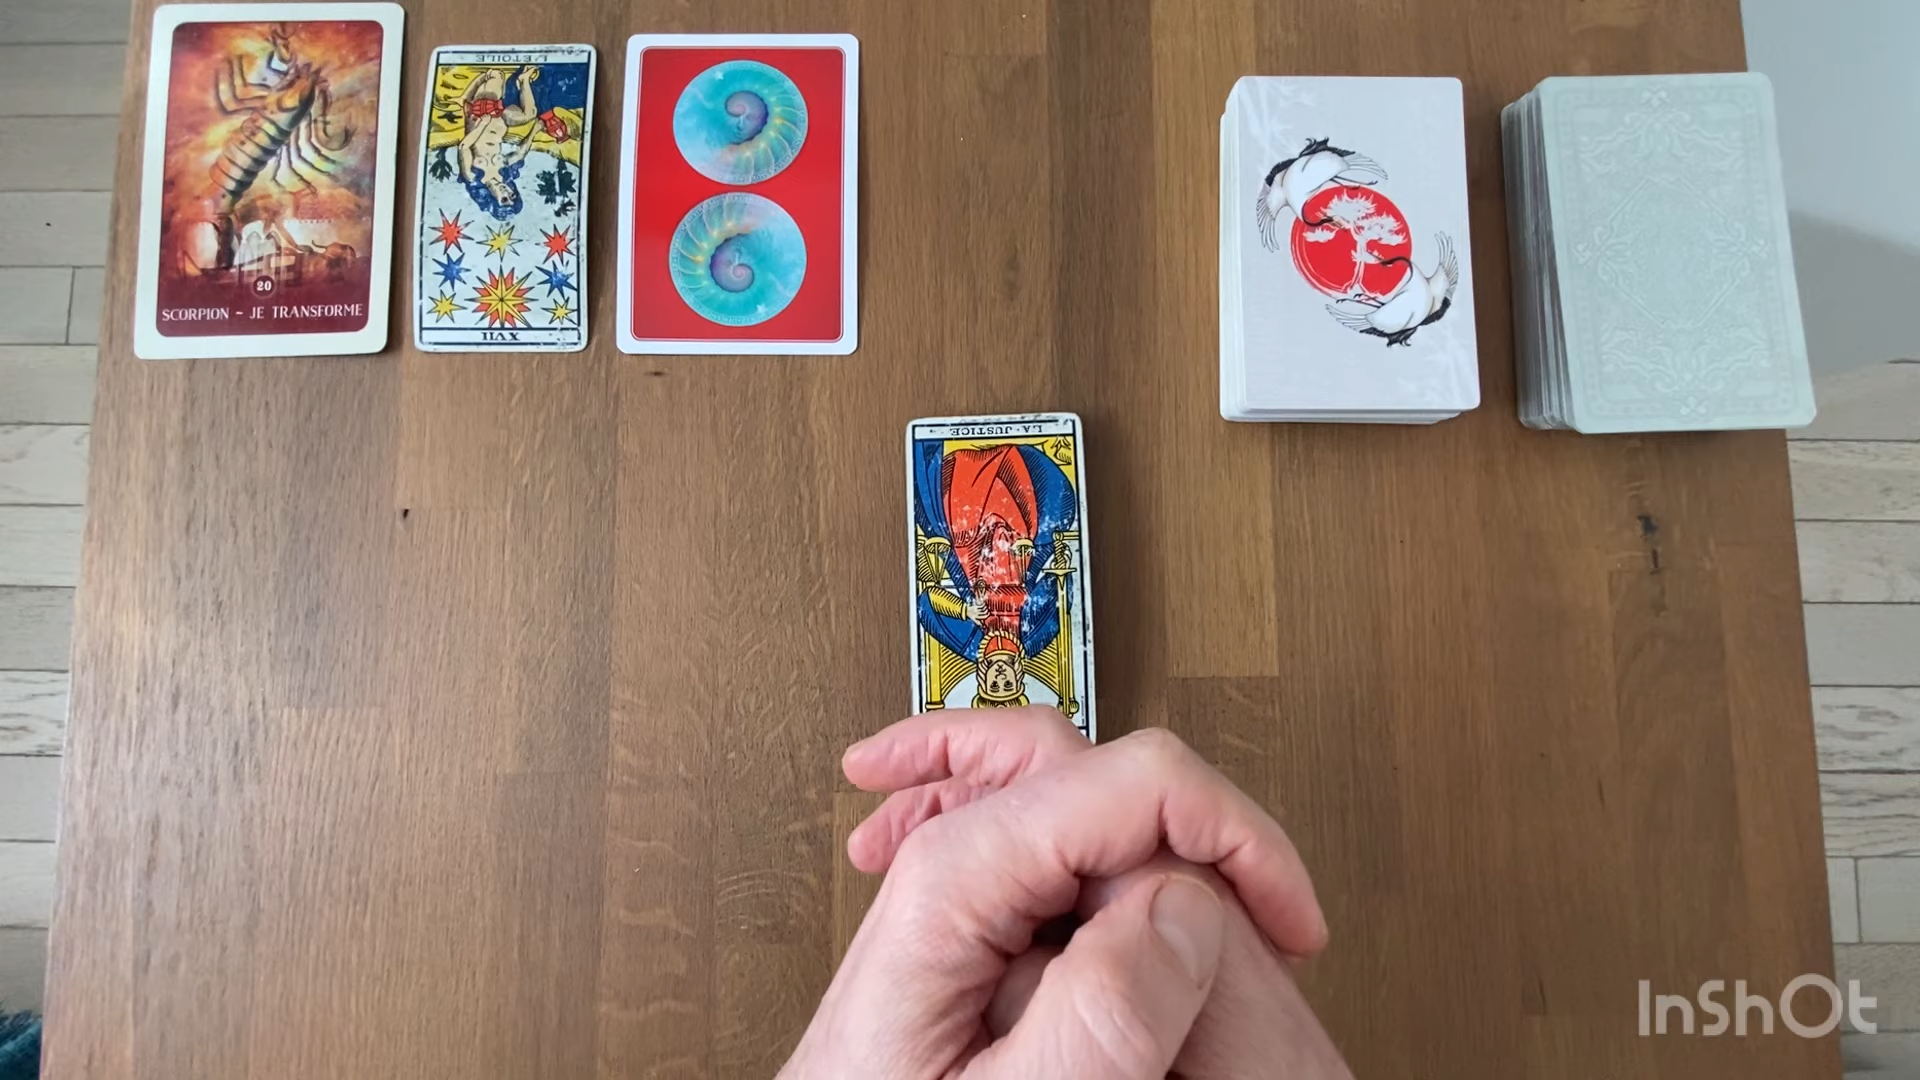 20
SCORPION ~ JE TRANSFORME
L'ETOILE
XVII
LA · JUSTICE ·
InShOt